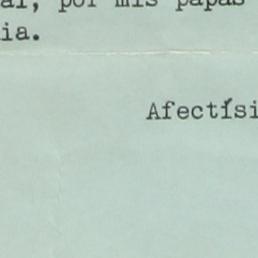 al, por mis papás
ia.
Afectísi